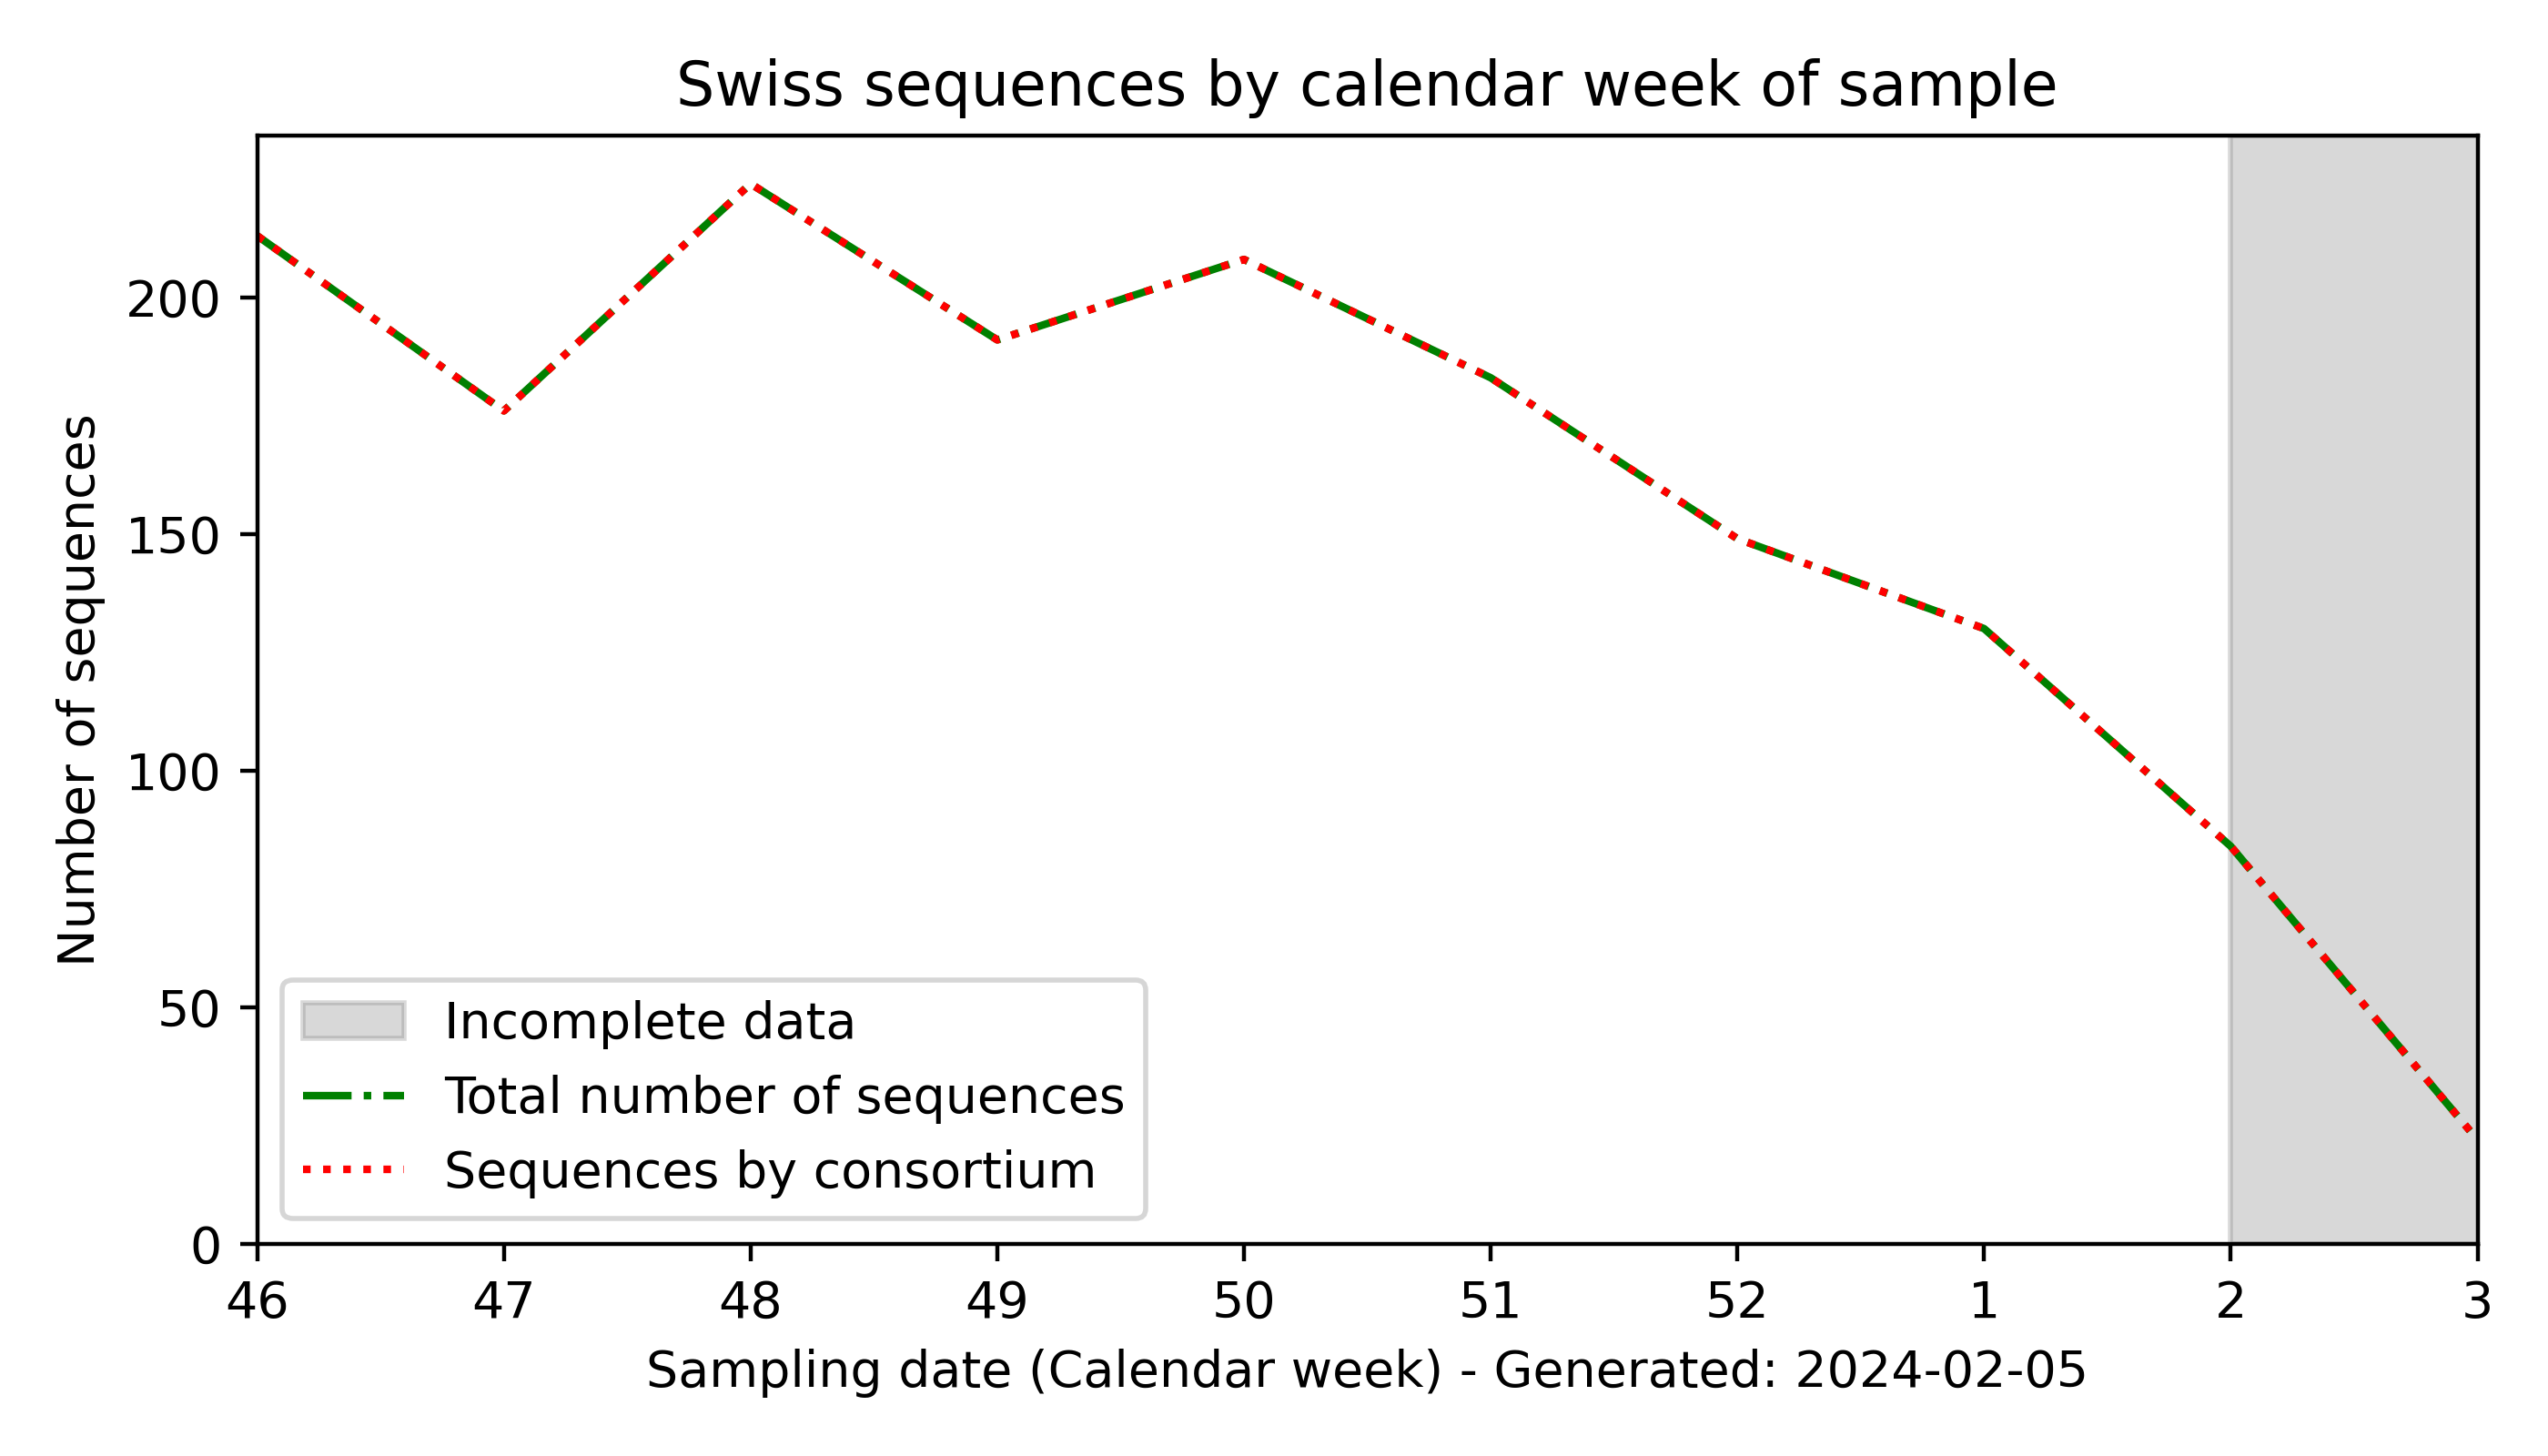 Swiss sequences by calendar week of sample
Number of sequences
200
150
100
50
0
Incomplete data
Total number of sequences
Sequences by consortium
46 47 48 49 50 51 52 1 2 3
Sampling date (Calendar week) - Generated: 2024-02-05